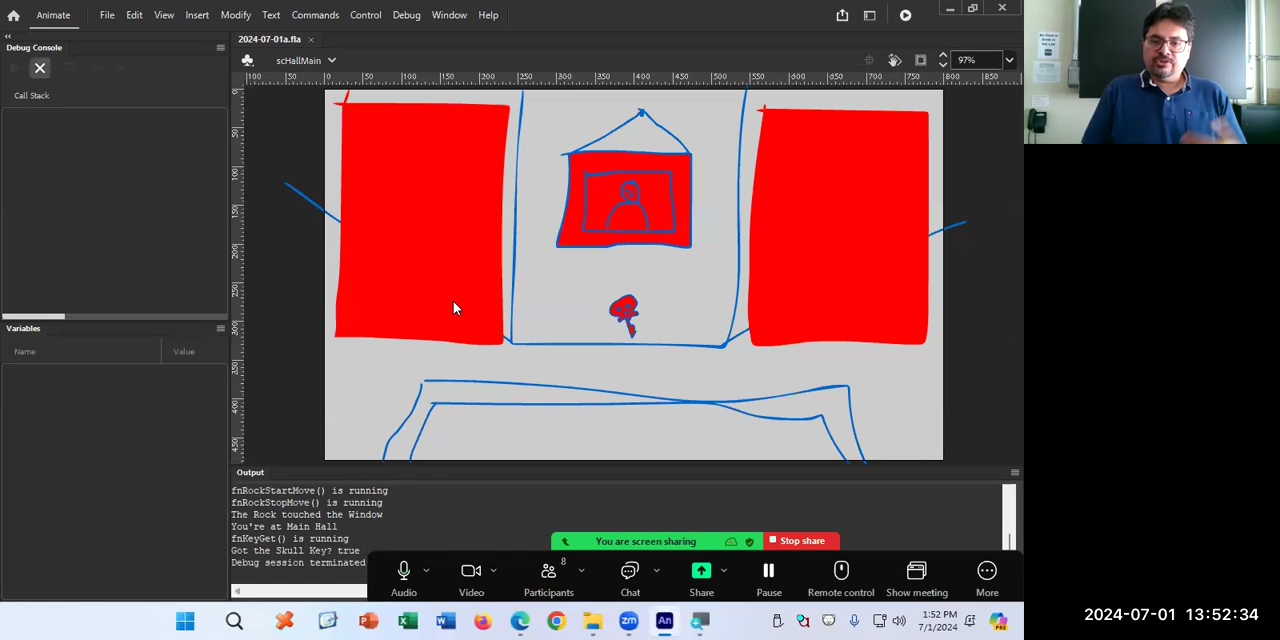 Animate
File Edit View Insert Modify Text Commands Control Debug Window Help
Debug Console
2024-07-01a.fla ×
scHallMain
97%
Call Stack
Variables
Name Value
Output
fnRockStartMove() is running
fnRockStopMove() is running
The Rock touched the Window
You're at Main Hall
fnKeyGet() is running
Got the Skull Key? true
Debug session terminated
You are screen sharing
Stop share
8
Audio Video Participants Chat Share Pause Remote control Show meeting More
1:52 PM
7/1/2024
2024-07-01 13:52:34